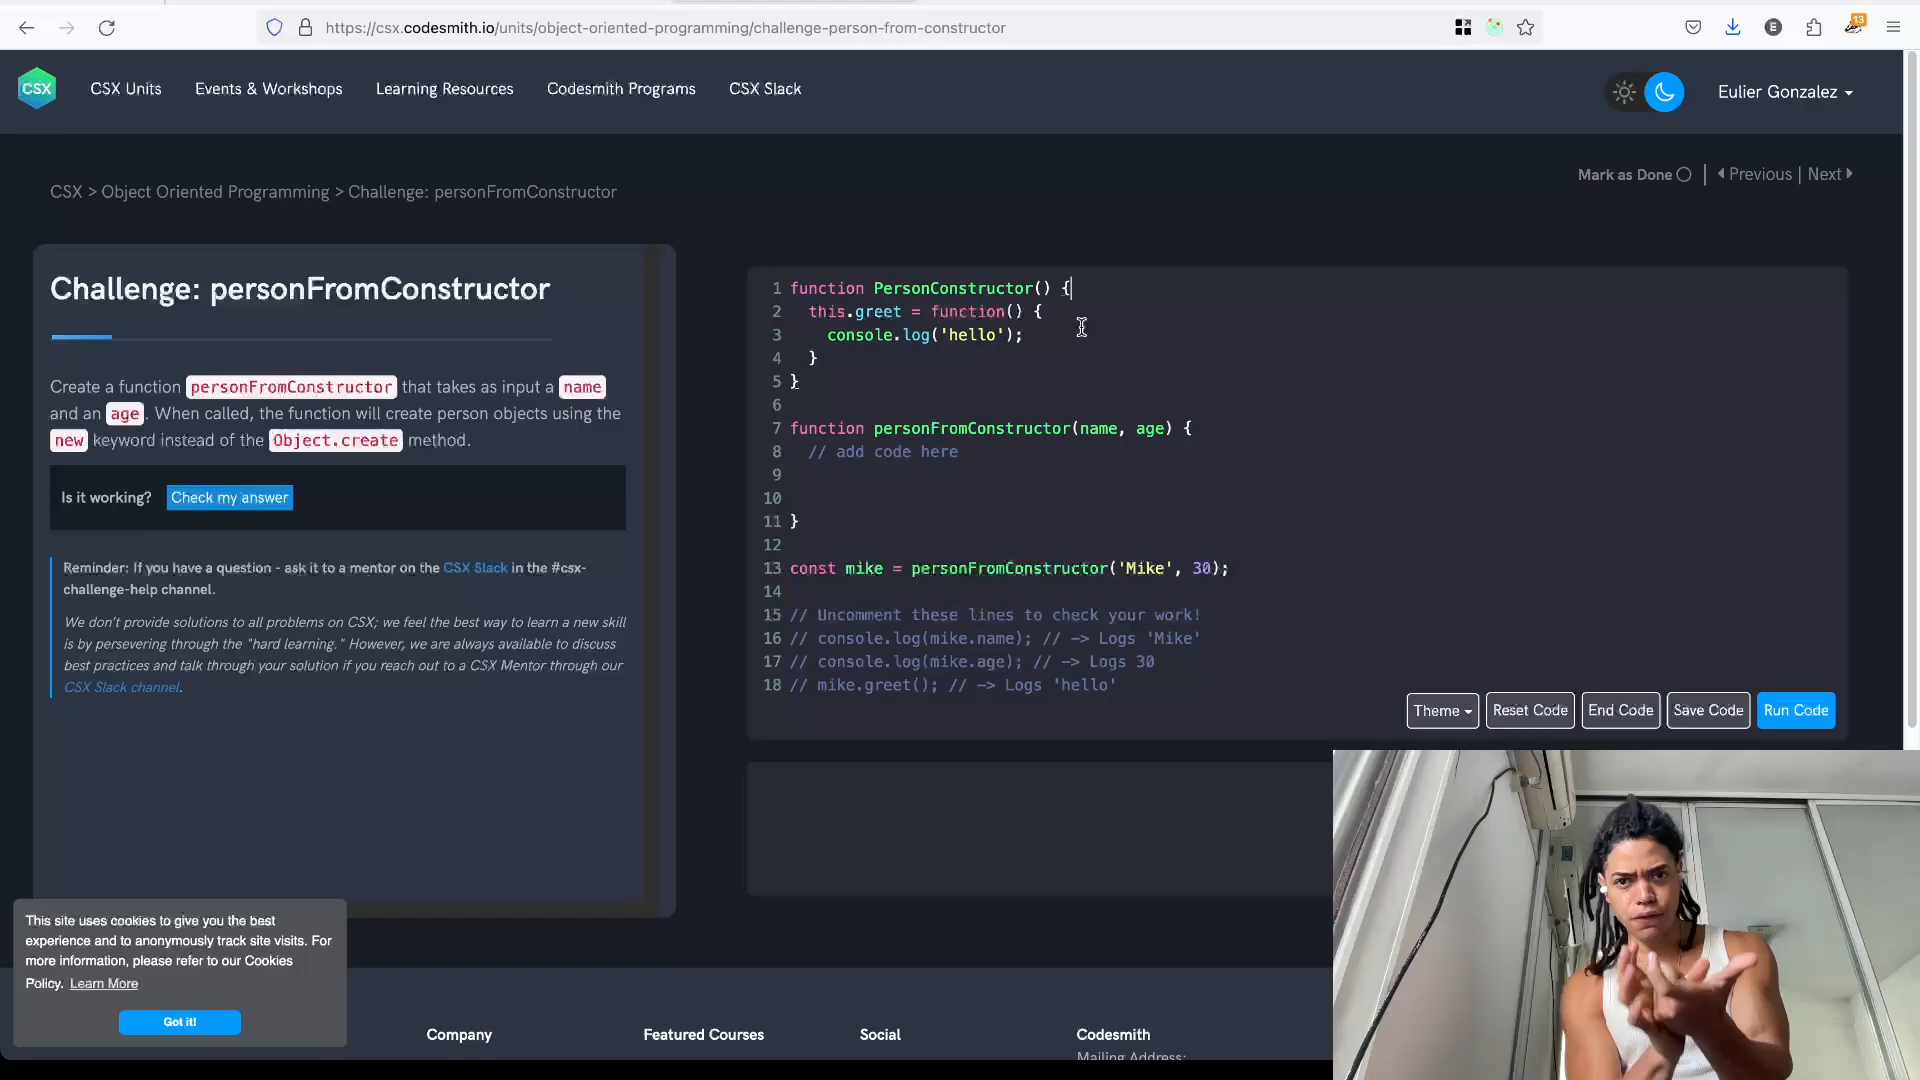 https://csx.codesmith.io/units/object-oriented-programming/challenge-person-from-constructor
13
E
CSX
CSX Units
Events & Workshops
Learning Resources
Codesmith Programs
CSX Slack
Eulier Gonzalez
Mark as Done
Previous | Next
CSX > Object Oriented Programming > Challenge: personFromConstructor
Challenge: personFromConstructor
Create a function personFromConstructor that takes as input a name
and an age. When called, the function will create person objects using the
new keyword instead of the Object.create method.
Is it working? Check my answer
Reminder: If you have a question - ask it to a mentor on the CSX Slack in the #csx-
challenge-help channel.
We don't provide solutions to all problems on CSX; we feel the best way to learn a new skill
is by persevering through the "hard learning." However, we are always available to discuss
best practices and talk through your solution if you reach out to a CSX Mentor through our
CSX Slack channel.
1 function PersonConstructor() {
2 this.greet = function() {
3 console.log('hello');
4 }
5 }
6
7 function personFromConstructor(name, age) {
8 // add code here
9
10
11 }
12
13 const mike = personFromConstructor('Mike', 30);
14
15 // Uncomment these lines to check your work!
16 // console.log(mike.name); // -> Logs 'Mike'
17 // console.log(mike.age); // -> Logs 30
18 // mike.greet(); // -> Logs 'hello'
Theme
Reset Code
End Code
Save Code
Run Code
This site uses cookies to give you the best
experience and to anonymously track site visits. For
more information, please refer to our Cookies
Policy. Learn More
Got it!
Company
Featured Courses
Social
Codesmith
Mailing Address: